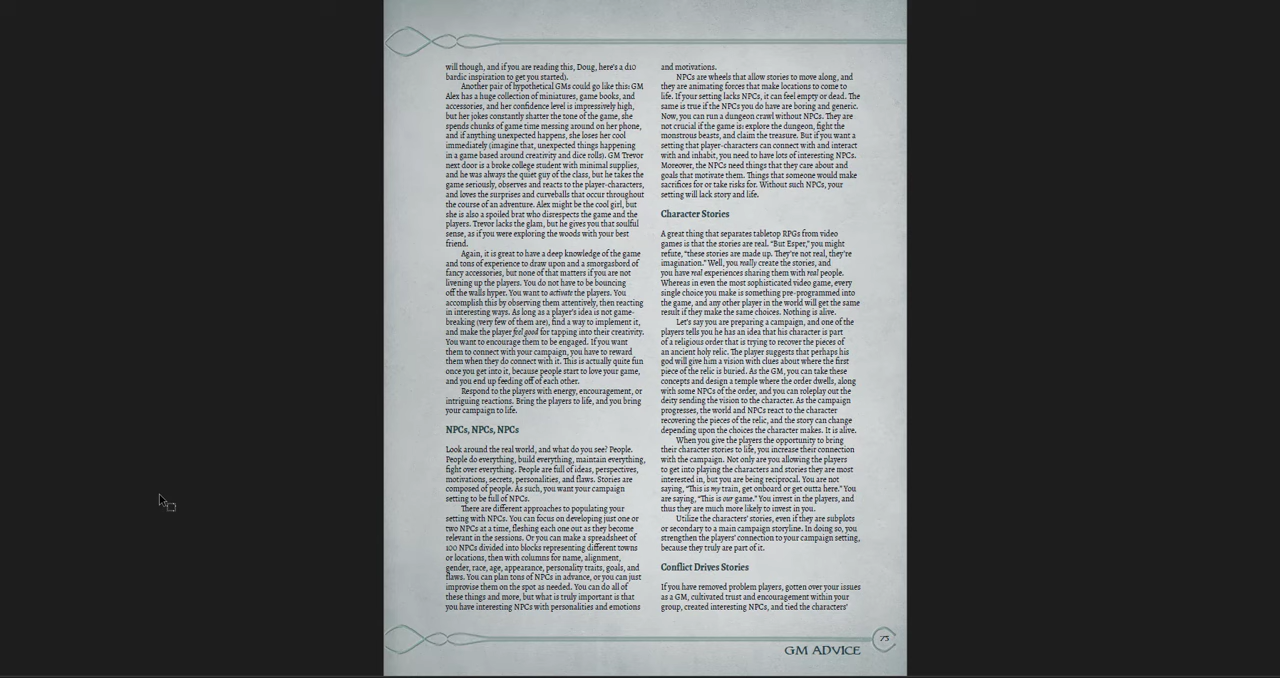 will though, and if you are reading this, Doug, here's a d10
bardic inspiration to get you started).
Another pair of hypothetical GMs could go like this: GM
Alex has a huge collection of miniatures, game books, and
accessories, and her confidence level is impressively high,
but her jokes constantly shatter the tone of the game, she
spends chunks of game time messing around on her phone,
and if anything unexpected happens, she loses her cool
immediately (imagine that, unexpected things happening
in a game based around creativity and dice rolls). GM Trevor
next door is a broke college student with minimal supplies,
and he was always the quiet guy of the class, but he takes the
game seriously, observes and reacts to the player-characters,
and loves the surprises and curveballs that occur throughout
the course of an adventure. Alex might be the cool girl, but
she is also a spoiled brat who disrespects the game and the
players. Trevor lacks the glam, but he gives you that soulful
sense, as if you were exploring the woods with your best
friend.
Again, it is great to have a deep knowledge of the game
and tons of experience to draw upon and a smorgasbord of
fancy accessories, but none of that matters if you are not
livening up the players. You do not have to be bouncing
off the walls hyper. You want to activate the players. You
accomplish this by observing them attentively, then reacting
in interesting ways. As long as a player's idea is not game-
breaking (very few of them are), find a way to implement it,
and make the player feel good for tapping into their creativity.
You want to encourage them to be engaged. If you want
them to connect with your campaign, you have to reward
them when they do connect with it. This is actually quite fun
once you get into it, because people start to love your game,
and you end up feeding off of each other.
Respond to the players with energy, encouragement, or
intriguing reactions. Bring the players to life, and you bring
your campaign to life.
NPCs, NPCs, NPCs
Look around the real world, and what do you see? People.
People do everything, build everything, maintain everything,
fight over everything. People are full of ideas, perspectives,
motivations, secrets, personalities, and flaws. Stories are
composed of people. As such, you want your campaign
setting to be full of NPCs.
There are different approaches to populating your
setting with NPCs. You can focus on developing just one or
two NPCs at a time, fleshing each one out as they become
relevant in the sessions. Or you can make a spreadsheet of
100 NPCs divided into blocks representing different towns
or locations, then with columns for name, alignment,
gender, race, age, appearance, personality traits, goals, and
flaws. You can plan tons of NPCs in advance, or you can just
improvise them on the spot as needed. You can do all of
these things and more, but what is truly important is that
you have interesting NPCs with personalities and emotions
and motivations.
NPCs are wheels that allow stories to move along, and
they are animating forces that make locations to come to
life. If your setting lacks NPCs, it can feel empty or dead. The
same is true if the NPCs you do have are boring and generic.
Now, you can run a dungeon crawl without NPCs. They are
not crucial if the game is: explore the dungeon, fight the
monstrous beasts, and claim the treasure. But if you want a
setting that player-characters can connect with and interact
with and inhabit, you need to have lots of interesting NPCs.
Moreover, the NPCs need things that they care about and
goals that motivate them. Things that someone would make
sacrifices for or take risks for. Without such NPCs, your
setting will lack story and life.
Character Stories
A great thing that separates tabletop RPGs from video
games is that the stories are real. "But Esper," you might
refute, "these stories are made up. They're not real, they're
imagination." Well, you really create the stories, and
you have real experiences sharing them with real people.
Whereas in even the most sophisticated video game, every
single choice you make is something pre-programmed into
the game, and any other player in the world will get the same
result if they make the same choices. Nothing is alive.
Let's say you are preparing a campaign, and one of the
players tells you he has an idea that his character is part
of a religious order that is trying to recover the pieces of
an ancient holy relic. The player suggests that perhaps his
god will give him a vision with clues about where the first
piece of the relic is buried. As the GM, you can take these
concepts and design a temple where the order dwells, along
with some NPCs of the order, and you can roleplay out the
deity sending the vision to the character. As the campaign
progresses, the world and NPCs react to the character
recovering the pieces of the relic, and the story can change
depending upon the choices the character makes. It is alive.
When you give the players the opportunity to bring
their character stories to life, you increase their connection
with the campaign. Not only are you allowing the players
to get into playing the characters and stories they are most
interested in, but you are being reciprocal. You are not
saying, "This is my train, get onboard or get outta here." You
are saying, "This is our game." You invest in the players, and
thus they are much more likely to invest in you.
Utilize the characters' stories, even if they are subplots
or secondary to a main campaign storyline. In doing so, you
strengthen the players' connection to your campaign setting,
because they truly are part of it.
Conflict Drives Stories
If you have removed problem players, gotten over your issues
as a GM, cultivated trust and encouragement within your
group, created interesting NPCs, and tied the characters'
73
GM ADVICE